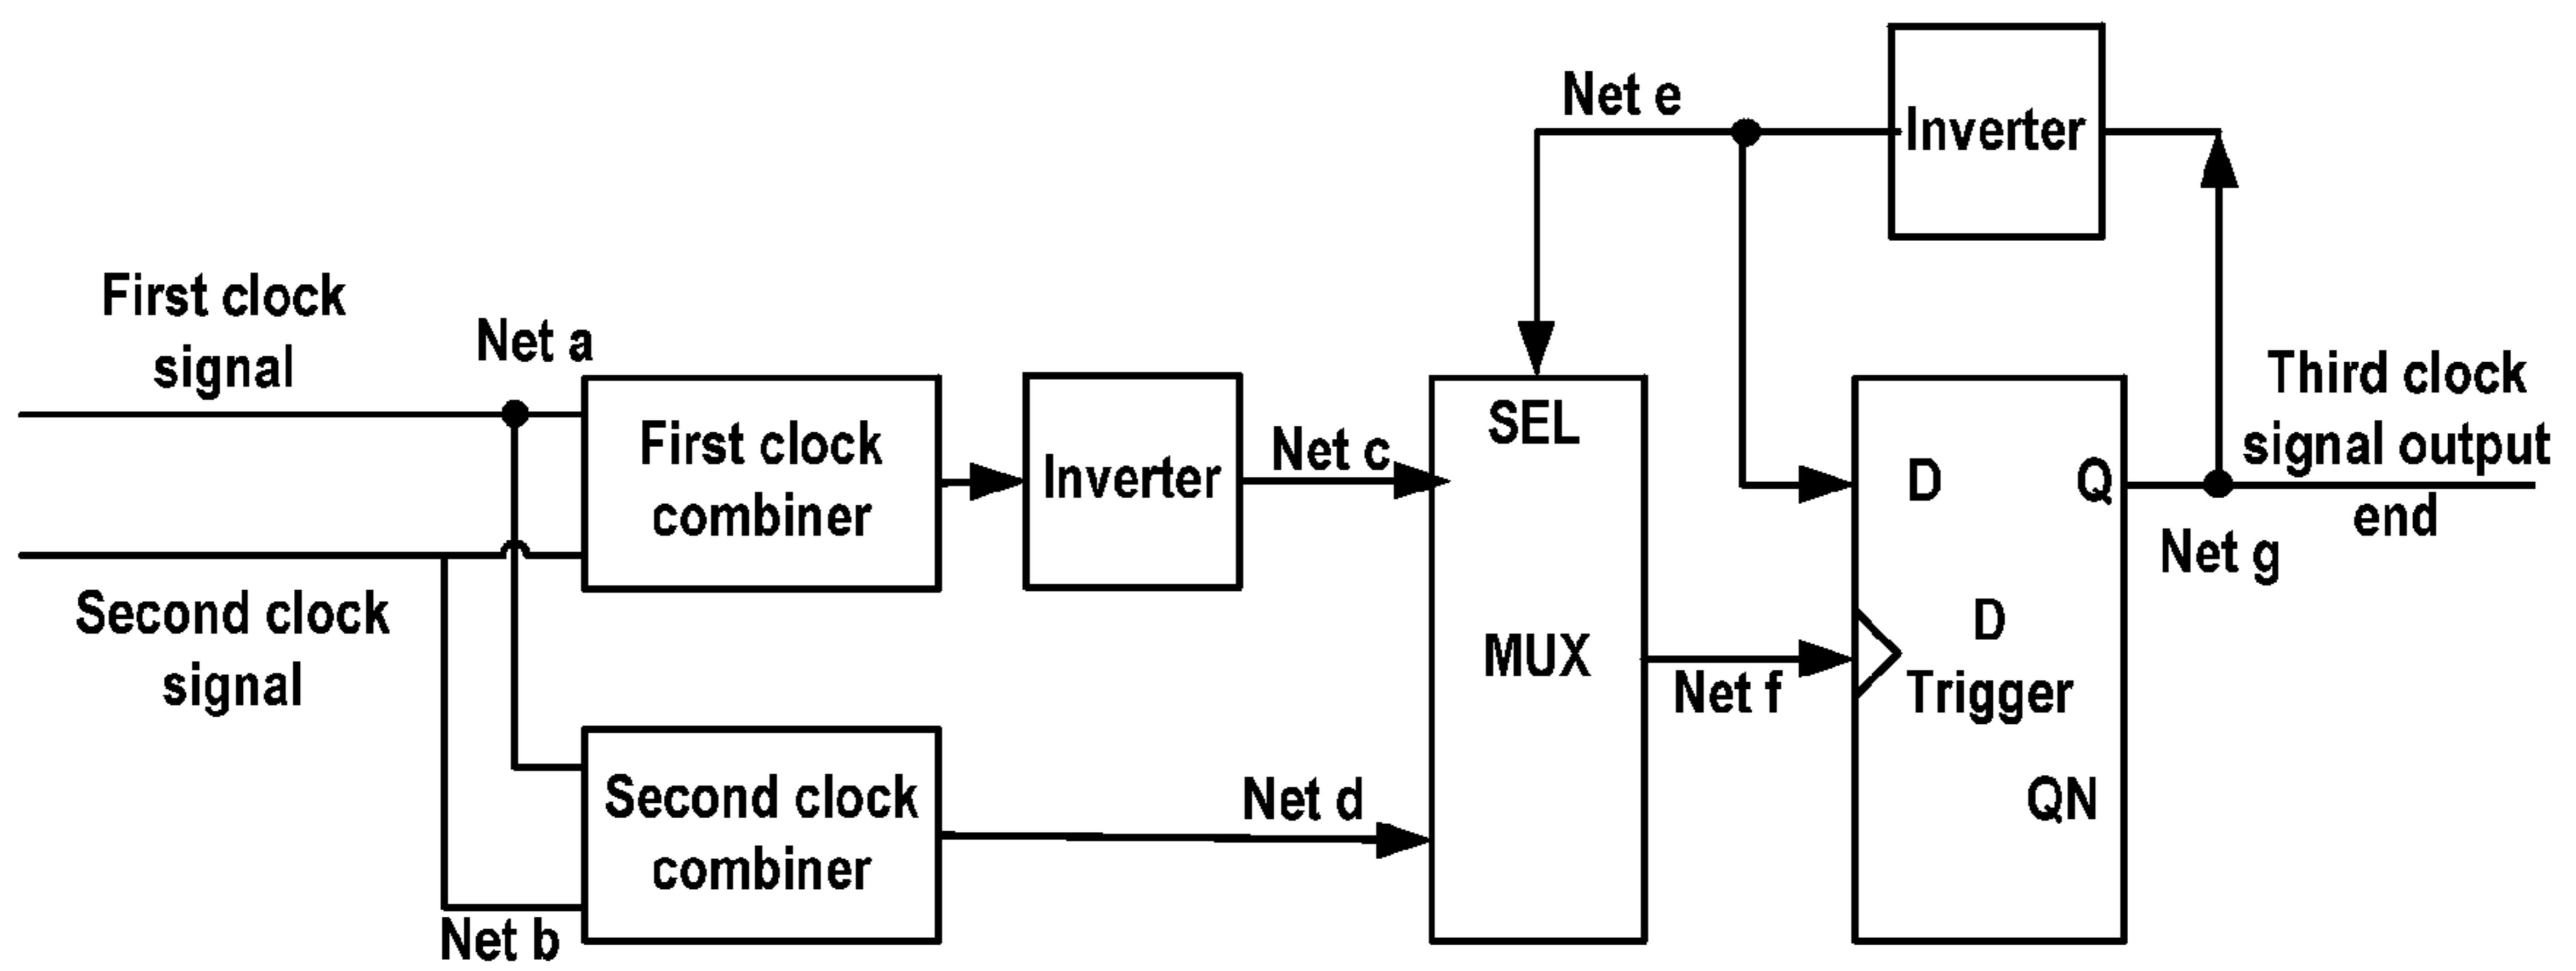 Net e
Inverter
First clock
signal
Net a
First clock
combiner
Inverter
Net c
SEL
MUX
D
Q
Third clock
signal output
end
Net g
D
Trigger
QN
Net f
Second clock
signal
Second clock
combiner
Net d
Net b